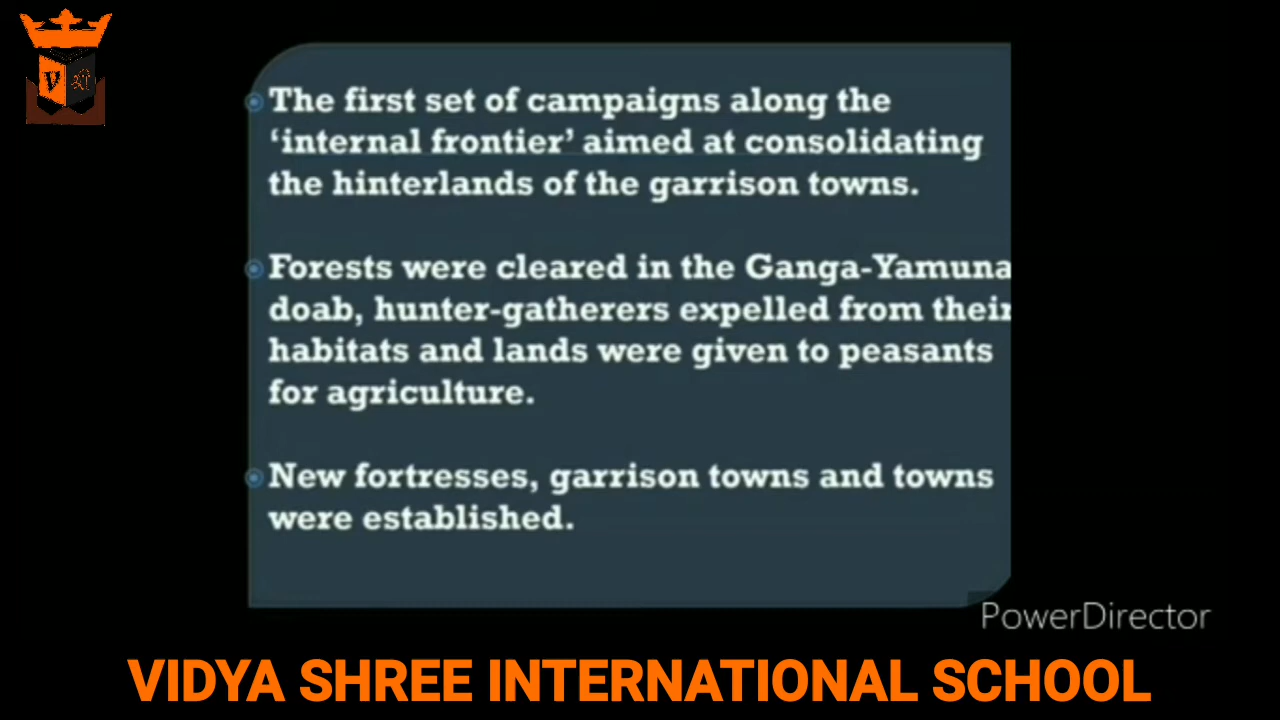 The first set of campaigns along the
‘internal frontier’ aimed at consolidating
the hinterlands of the garrison towns.
Forests were cleared in the Ganga-Yamuna
doab, hunter-gatherers expelled from their
habitats and lands were given to peasants
for agriculture.
New fortresses, garrison towns and towns
were established.
PowerDirector
VIDYA SHREE INTERNATIONAL SCHOOL